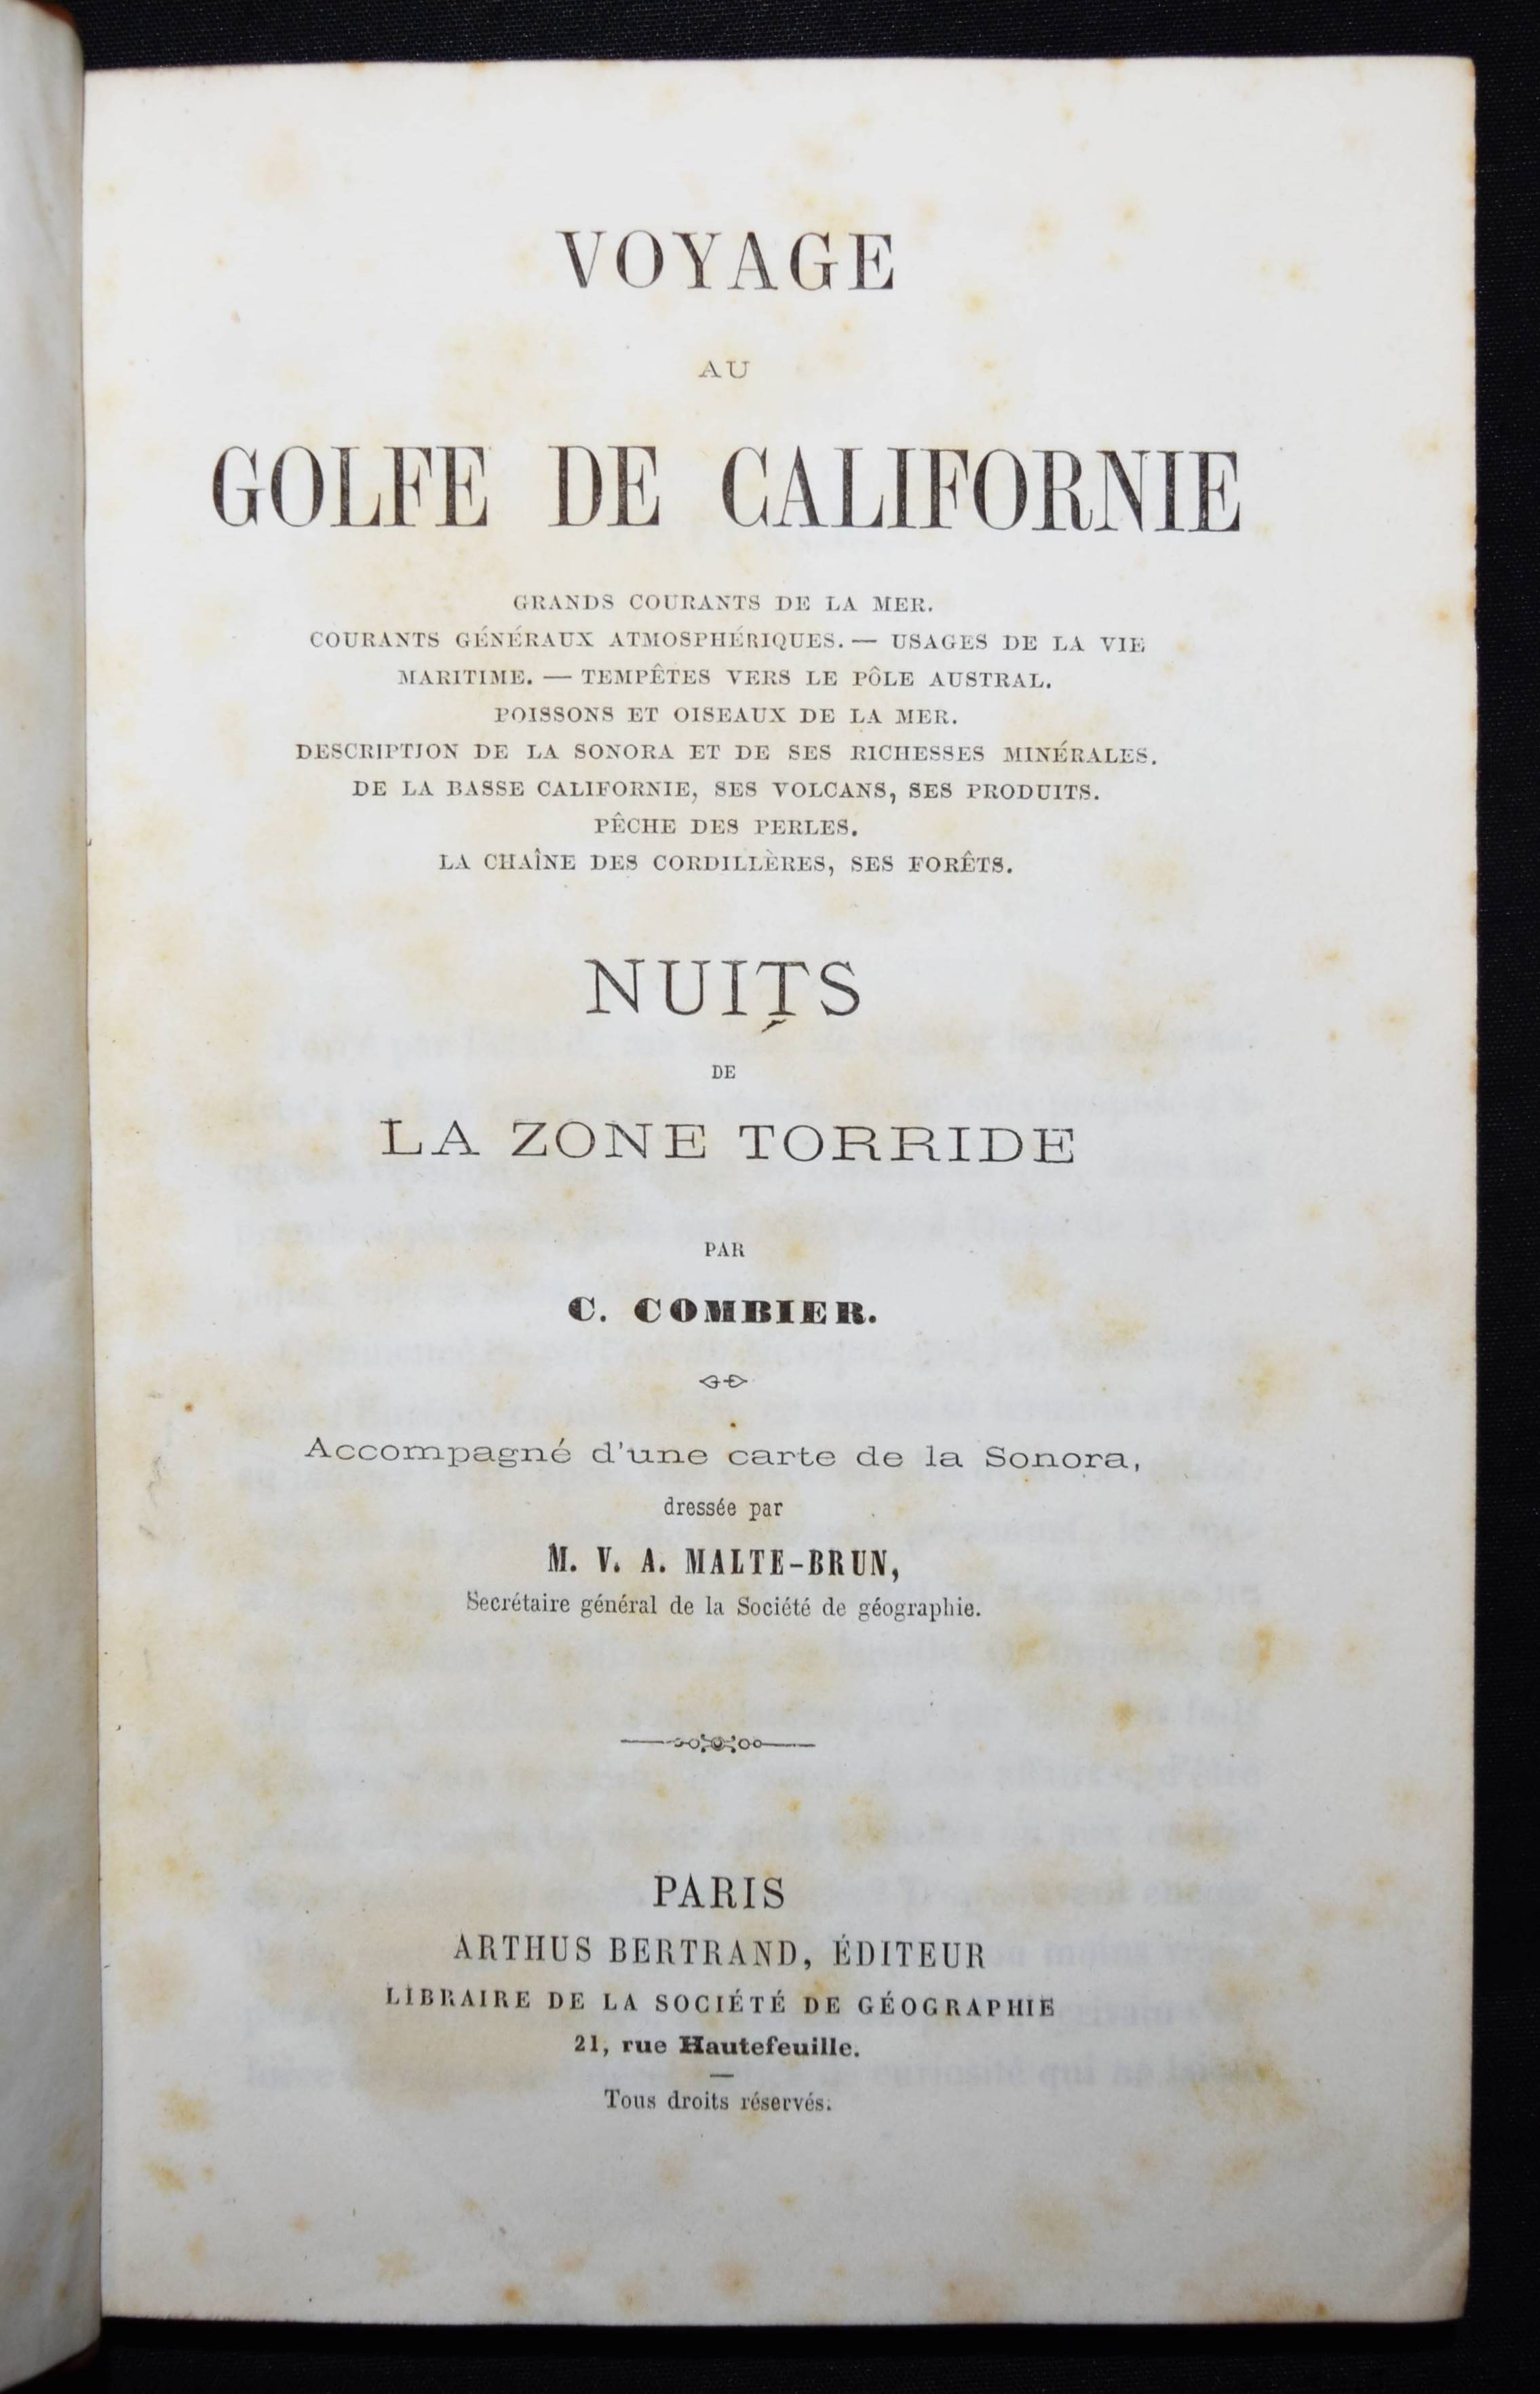 VOYAGE
AU
GOLFE DE CALIFORNIE
GRANDS COURANTS DE LA MER.
COURANTS GÉNÉRAUX ATMOSPHÉRIQUES. — USAGES DE LA VIE
MARITIME. — TEMPÊTES VERS LE PÔLE AUSTRAL.
POISSONS ET OISEAUX DE LA MER.
DESCRIPTION DE LA SONORA ET DE SES RICHESSES MINÉRALES.
DE LA BASSE CALIFORNIE, SES VOLCANS, SES PRODUITS.
PÊCHE DES PERLES.
LA CHAÎNE DES CORDILLÈRES, SES FORÊTS.
NUITS
DE
LA ZONE TORRIDE
PAR
C. COMBIER.
Accompagné d'une carte de la Sonora,
dressée par
M. V. A. MALTE-BRUN,
Secrétaire général de la Société de géographie.
PARIS
ARTHUS BERTRAND, ÉDITEUR
LIBRAIRE DE LA SOCIÉTÉ DE GÉOGRAPHIE
21, rue Hautefeuille.
Tous droits réservés.